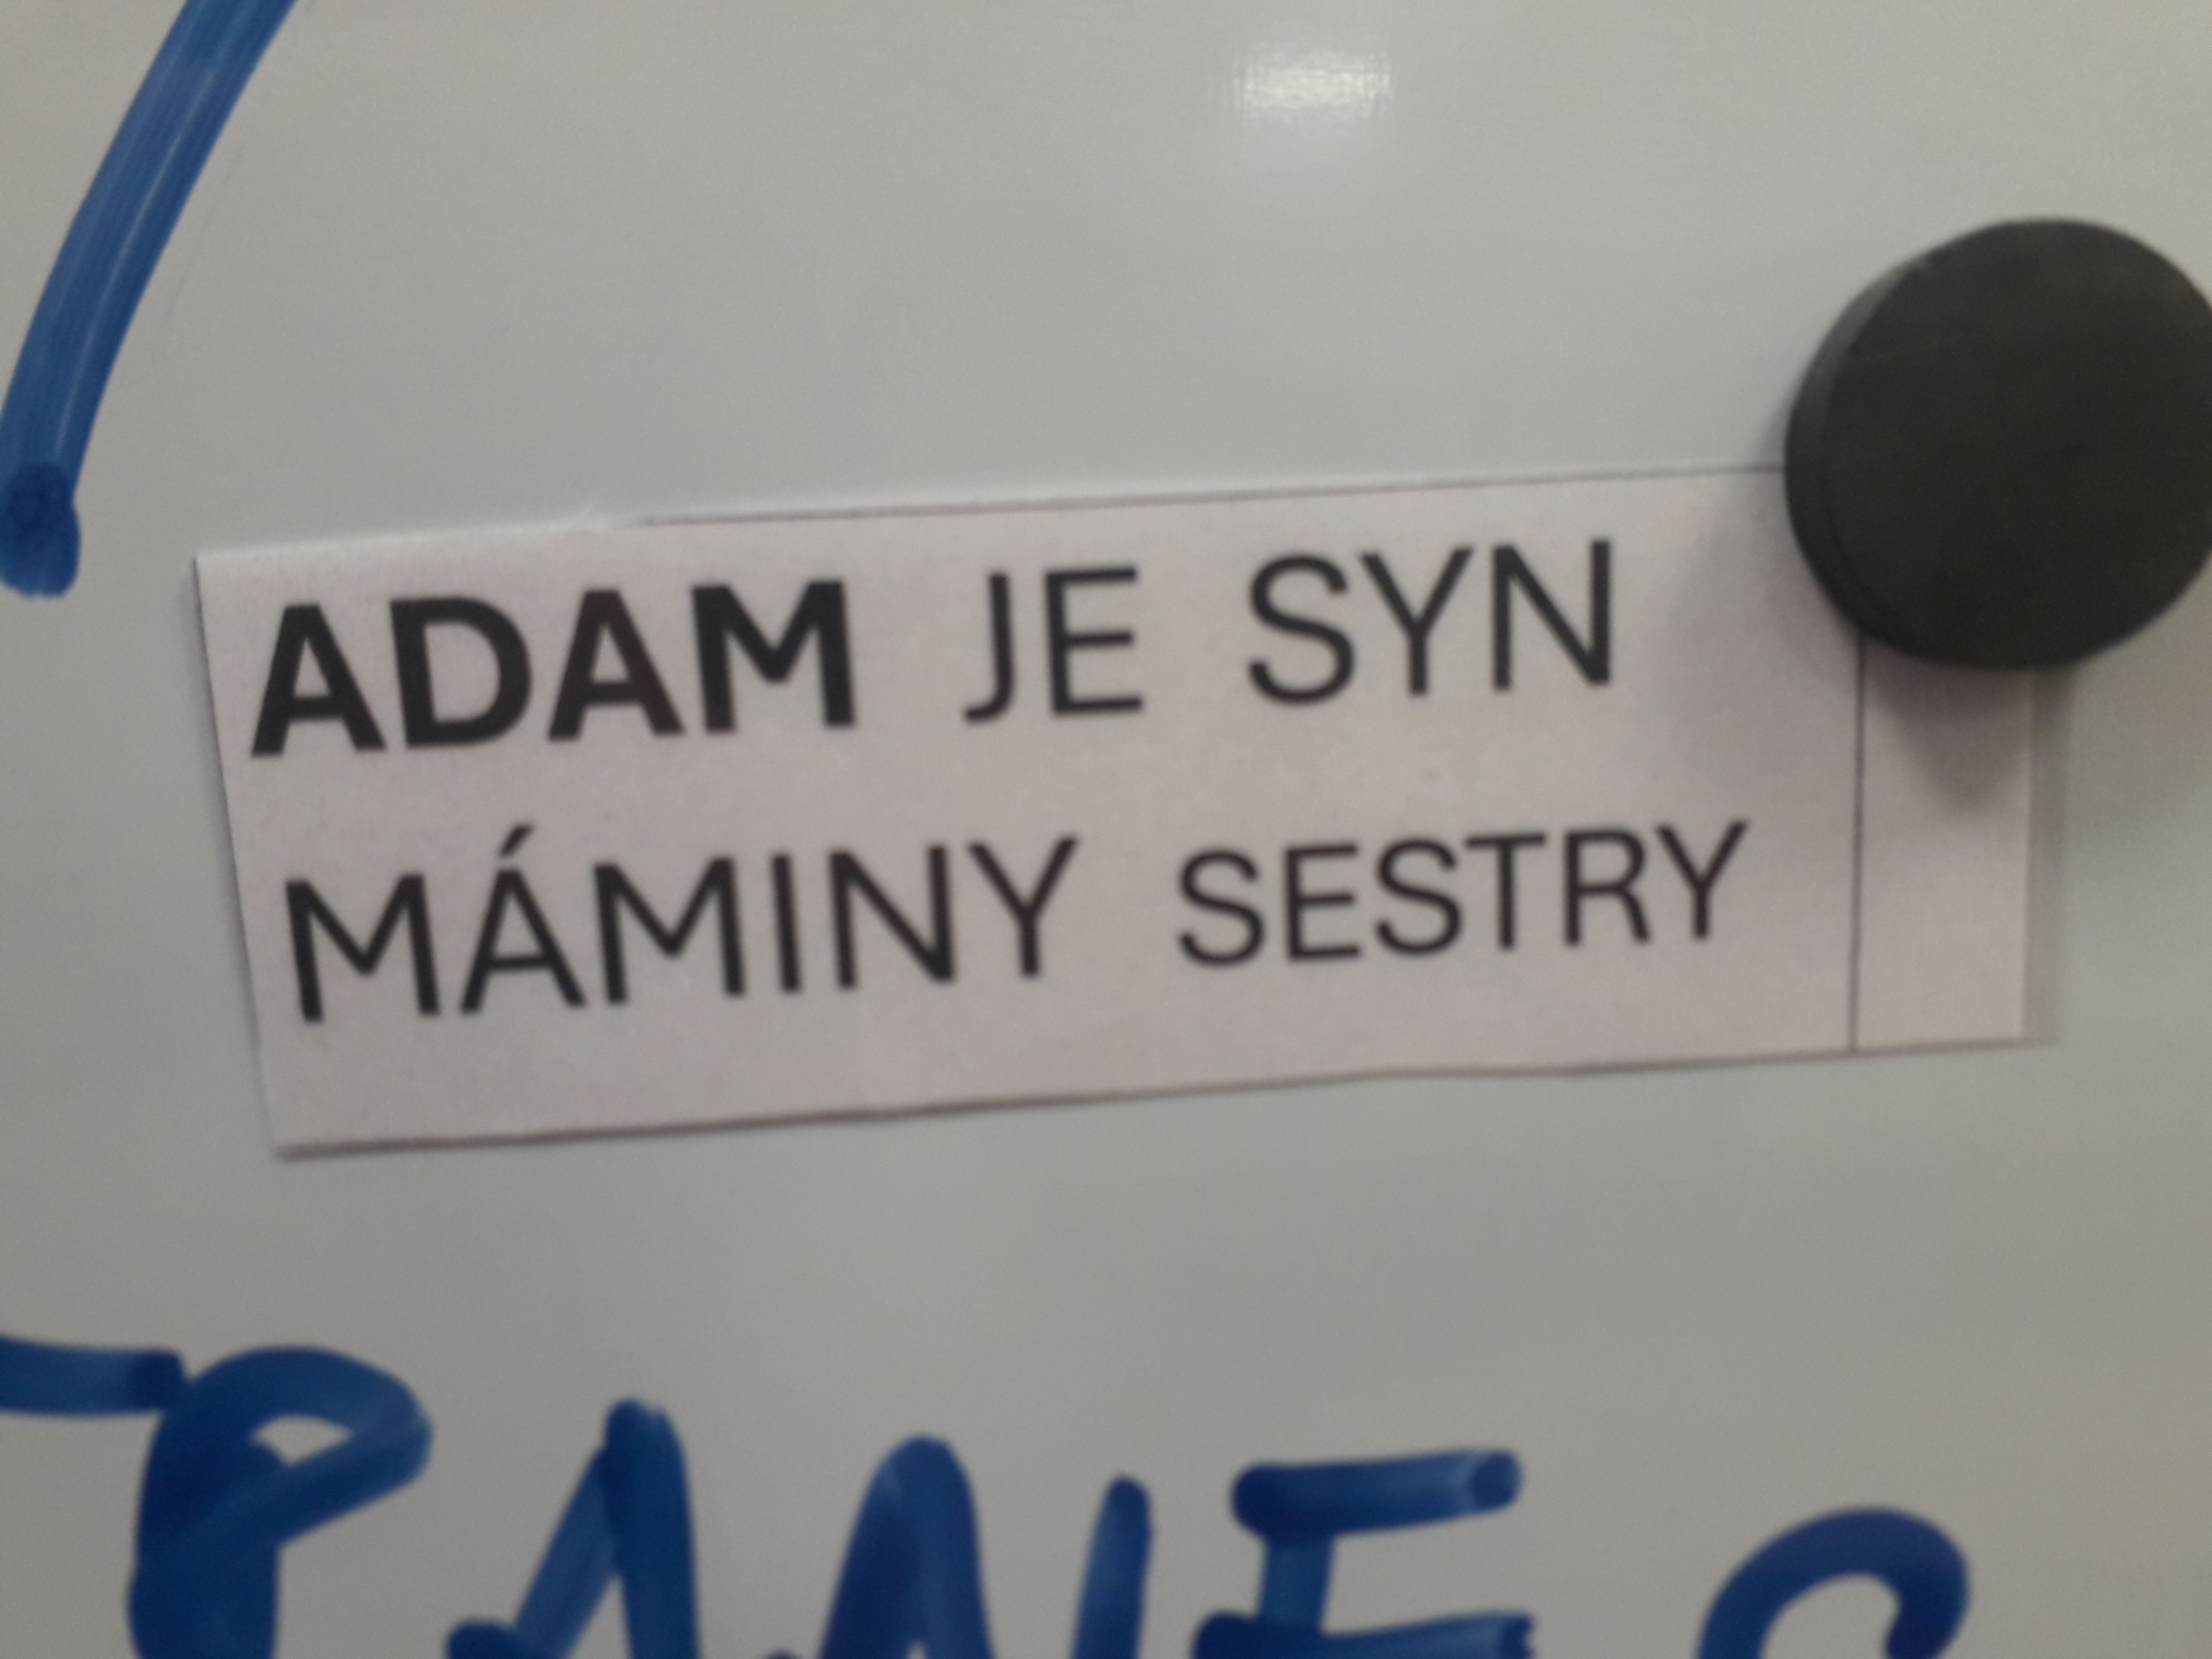 ADAM JE SYN
MÁMINY SESTRY